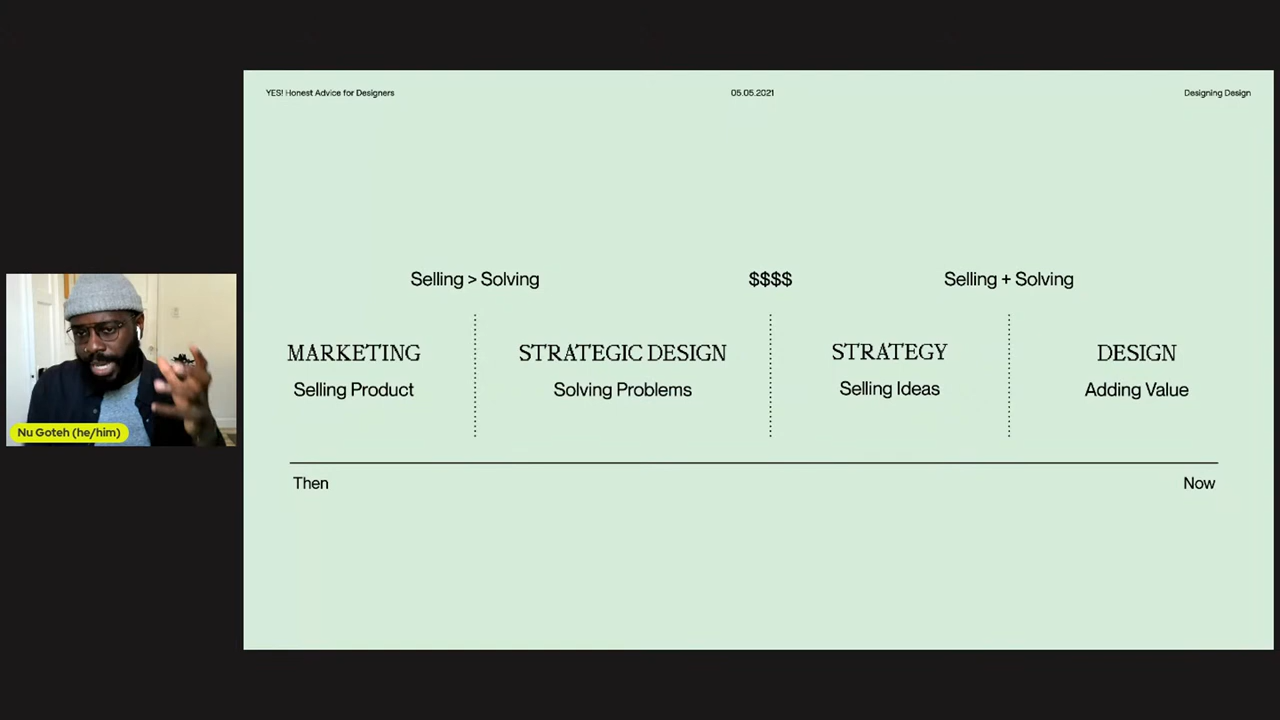 YES! Honest Advice for Designers
05.05.2021
Designing Design
Selling > Solving
$$$$
Selling + Solving
MARKETING
STRATEGIC DESIGN
STRATEGY
DESIGN
Selling Product
Solving Problems
Selling Ideas
Adding Value
Then
Now
Nu Goteh (he/him)